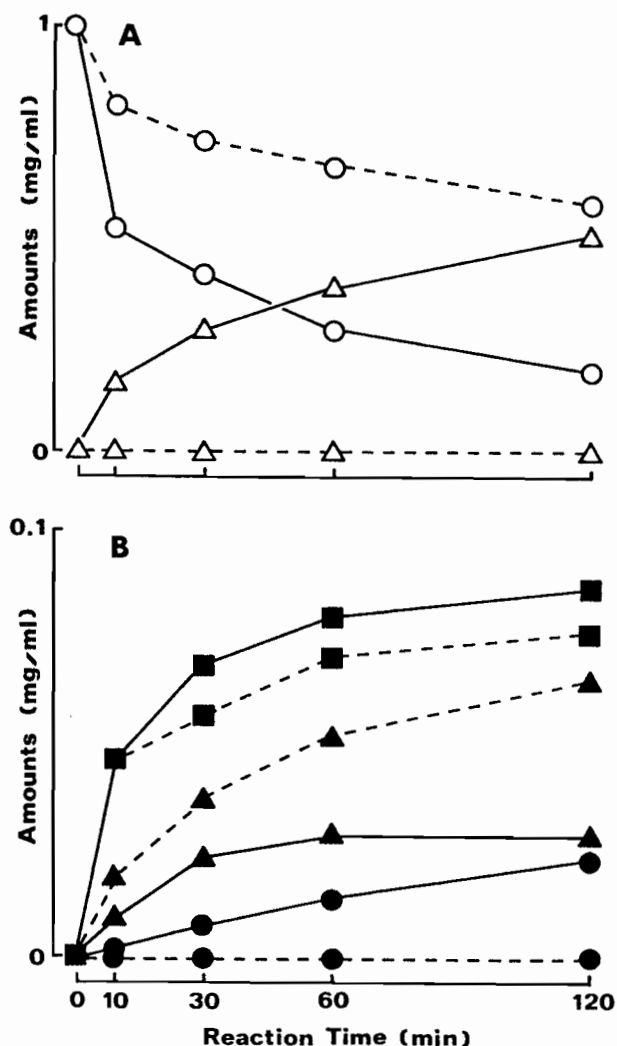 1
A
Amounts (mg/ml)
0
0.1
B
Amounts (mg/ml)
0
0 10 30 60 120
Reaction Time (min)